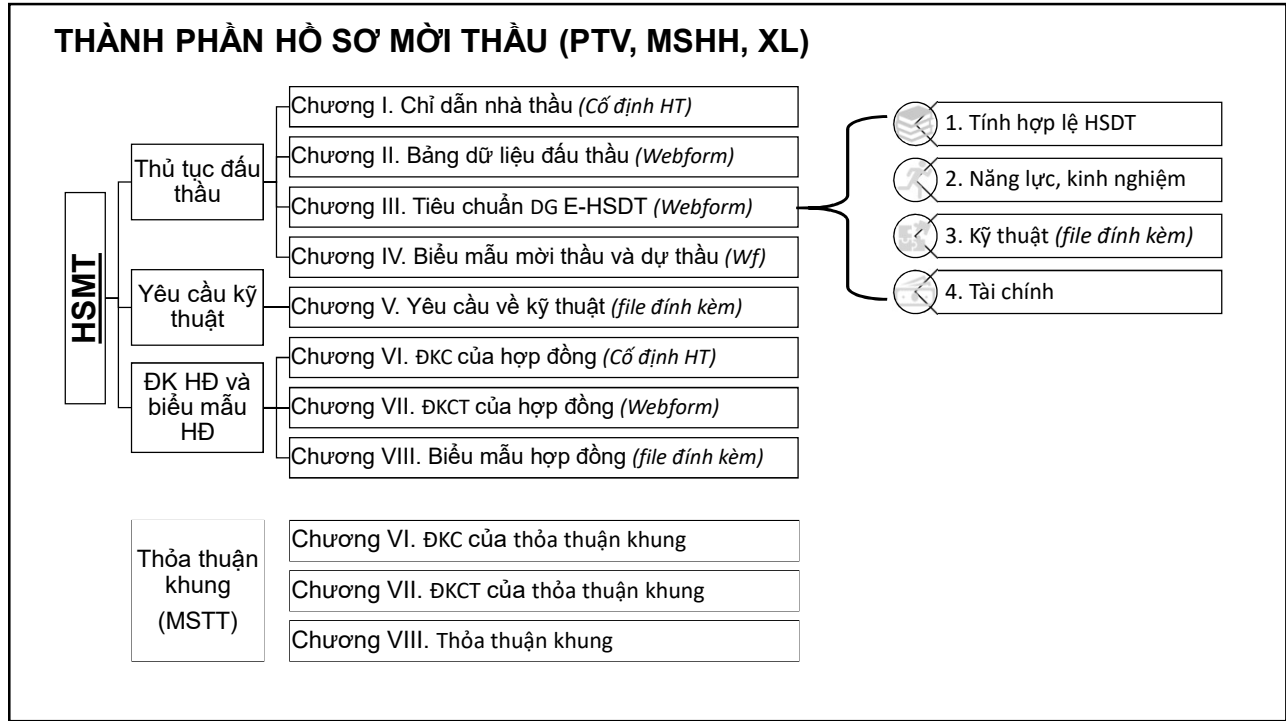 THÀNH PHẦN HỒ SƠ MỜI THẦU (PTV, MSHH, XL)
HSMT
Thủ tục đấu
thầu
Chương I. Chỉ dẫn nhà thầu (Cố định HT)
Chương II. Bảng dữ liệu đấu thầu (Webform)
Chương III. Tiêu chuẩn DG E-HSDT (Webform)
Chương IV. Biểu mẫu mời thầu và dự thầu (Wf)
1. Tính hợp lệ HSDT
2. Năng lực, kinh nghiệm
3. Kỹ thuật (file đính kèm)
4. Tài chính
Yêu cầu kỹ
thuật
Chương V. Yêu cầu về kỹ thuật (file đính kèm)
ĐK HĐ và
biểu mẫu
HĐ
Chương VI. ĐKC của hợp đồng (Cố định HT)
Chương VII. ĐKCT của hợp đồng (Webform)
Chương VIII. Biểu mẫu hợp đồng (file đính kèm)
Thỏa thuận
khung
(MSTT)
Chương VI. ĐKC của thỏa thuận khung
Chương VII. ĐKCT của thỏa thuận khung
Chương VIII. Thỏa thuận khung